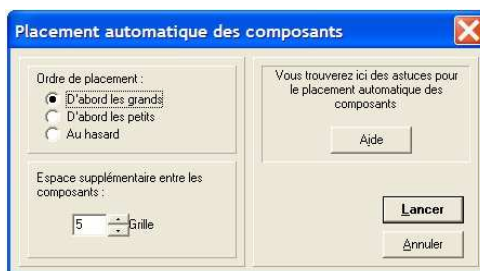 Placement automatique des composants
Ordre de placement :
D'abord les grands
D'abord les petits
Au hasard
Espace supplémentaire entre les
composants :
5 Grille
Vous trouverez ici des astuces pour
le placement automatique des
composants
Aide
Lancer
Annuler